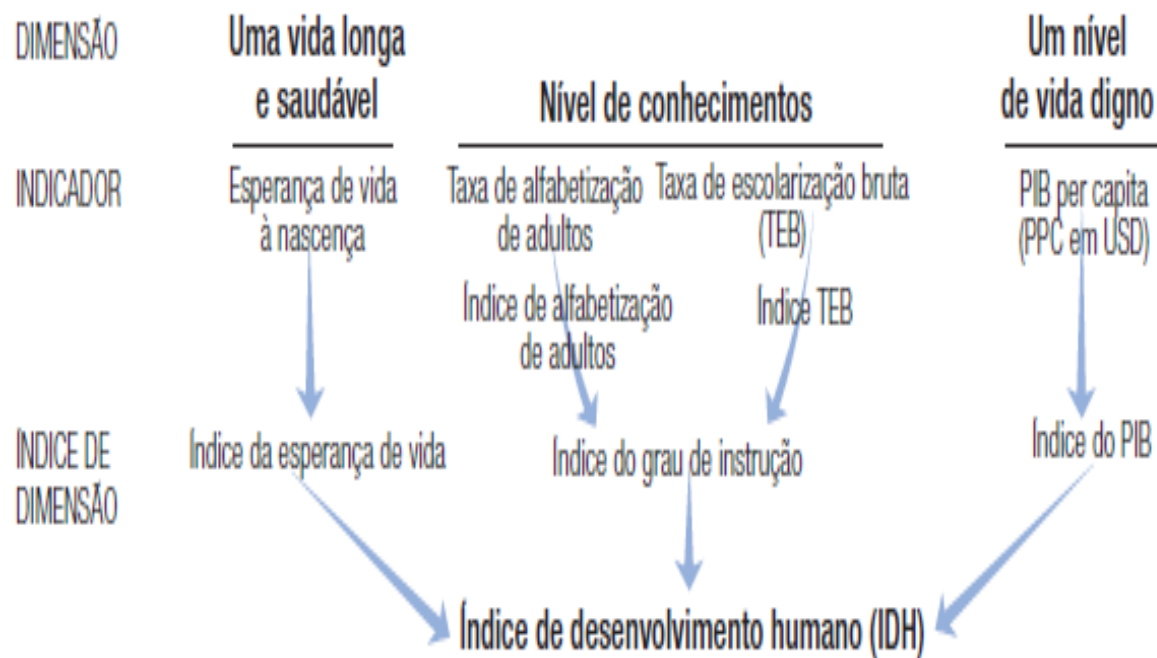 DIMENSÃO
Uma vida longa
e saudável
Nível de conhecimentos
Um nível
de vida digno
INDICADOR
Esperança de vida
à nascença
Taxa de alfabetização
de adultos
Taxa de escolarização bruta
(TEB)
PIB per capita
(PPC em USD)
Índice de alfabetização
de adultos
Índice TEB
ÍNDICE DE
DIMENSÃO
Índice da esperança de vida
Índice do grau de instrução
Índice do PIB
Índice de desenvolvimento humano (IDH)